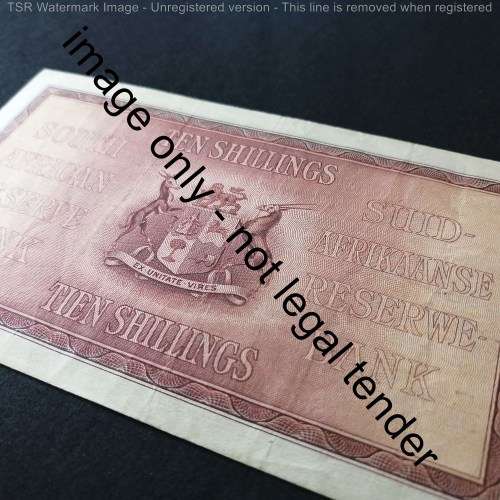 TSR Watermark Image - Unregistered version - This line is removed when registered
image only - not legal tender
TEN SHILLINGS
SOUTH
AFRICAN
RESERVE
BANK
EX UNITATE VIRES
SUID-
AFRIKAANSE
RESERWE-
BANK
TIEN SHILLINGS